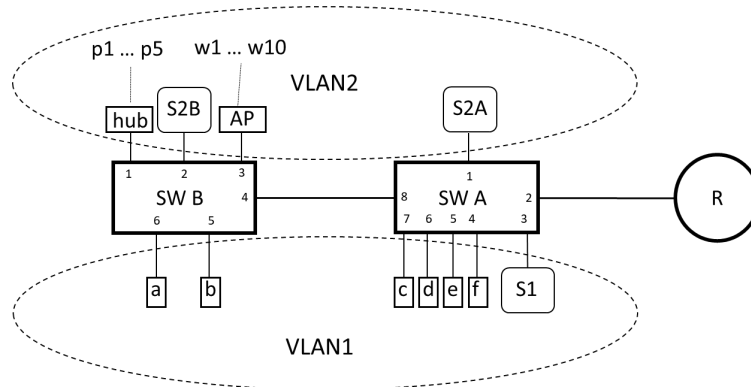 p1 ... p5
w1 ... w10
VLAN2
hub
S2B
AP
S2A
1
2
3
SW B
4
6
5
1
8
SW A
2
7
6
5
4
3
R
a
b
c
d
e
f
S1
VLAN1